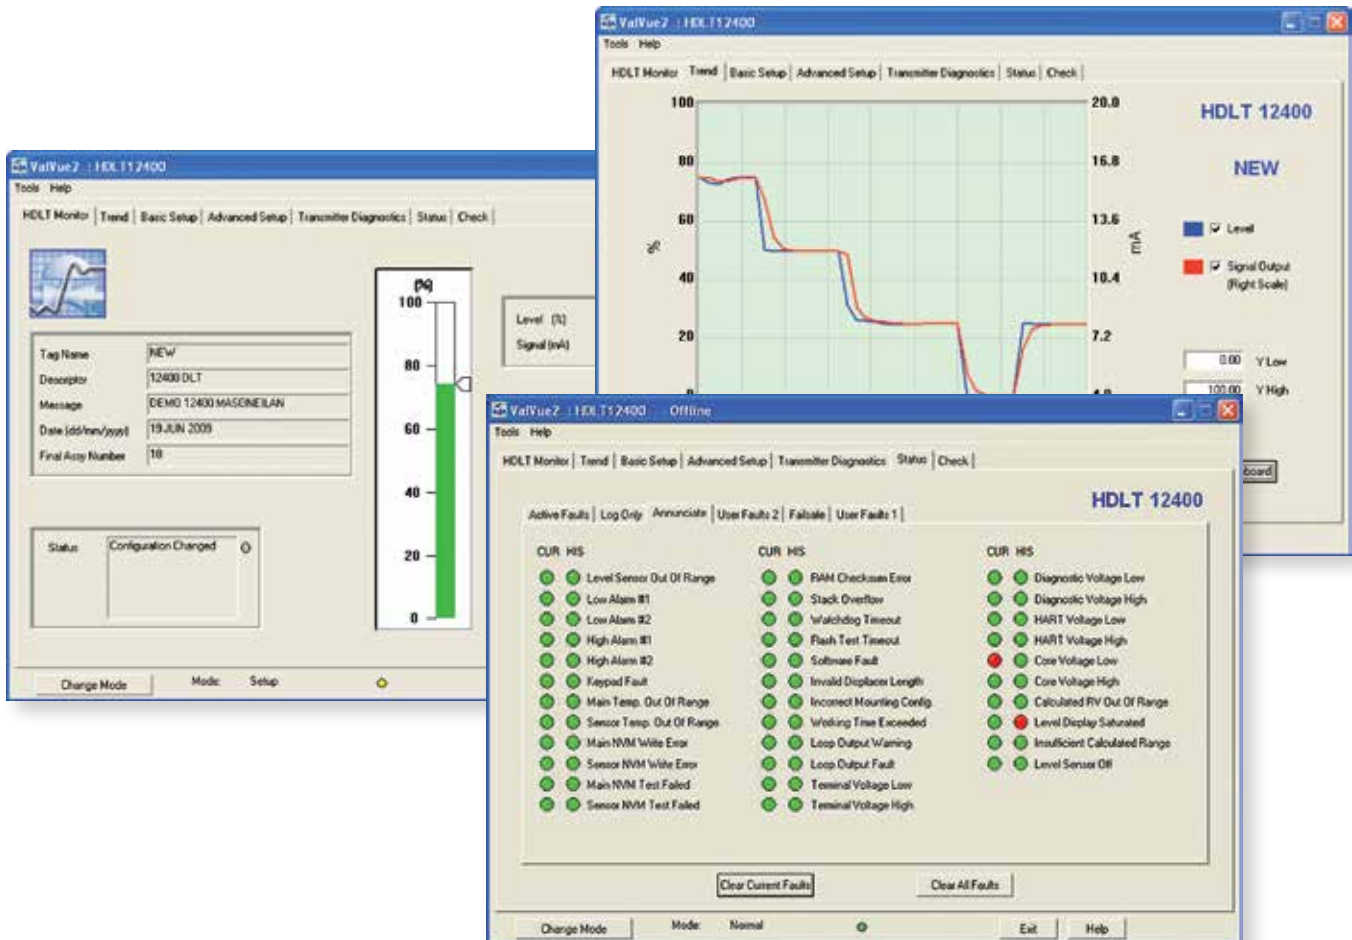 ValVue2 : HDLT12400
Tools Help
HDLT Monitor Trend Basic Setup Advanced Setup Transmitter Diagnostics Status Check
100 20.0
HDLT 12400
80 16.8
NEW
60 13.6
Level
% mA
Signal Output
(Right Scale)
40 10.4
20 7.2
0.00 Y Low
100.00 Y High
ValVue2 : HDLT12400
Tools Help
HDLT Monitor Trend Basic Setup Advanced Setup Transmitter Diagnostics Status Check
(%)
100
80
60
40
20
0
Level (%)
Signal (mA)
Tag Name NEW
Descriptor 12400 DLT
Message DEMO 12400 MASONEILAN
Date (dd/mm/yyyy) 19 JUN 2009
Final Assy Number 18
Status Configuration Changed
Change Mode Mode: Setup
ValVue2 : HDLT12400 Offline
Tools Help
HDLT Monitor Trend Basic Setup Advanced Setup Transmitter Diagnostics Status Check
HDLT 12400
Active Faults Log Only Annunciate User Faults 2 Failsafe User Faults 1
CUR HIS
Level Sensor Out Of Range
Low Alarm #1
Low Alarm #2
High Alarm #1
High Alarm #2
Keypad Fault
Main Temp. Out Of Range
Sensor Temp. Out Of Range
Main NVM Write Error
Sensor NVM Write Error
Main NVM Test Failed
Sensor NVM Test Failed
CUR HIS
RAM Checksum Error
Stack Overflow
Watchdog Timeout
Flash Test Timeout
Software Fault
Invalid Displacer Length
Incorrect Mounting Config.
Working Time Exceeded
Loop Output Warning
Loop Output Fault
Terminal Voltage Low
Terminal Voltage High
CUR HIS
Diagnostic Voltage Low
Diagnostic Voltage High
HART Voltage Low
HART Voltage High
Core Voltage Low
Core Voltage High
Calculated RV Out Of Range
Level Display Saturated
Insufficient Calculated Range
Level Sensor Off
Clear Current Faults Clear All Faults
Change Mode Mode: Normal Exit Help